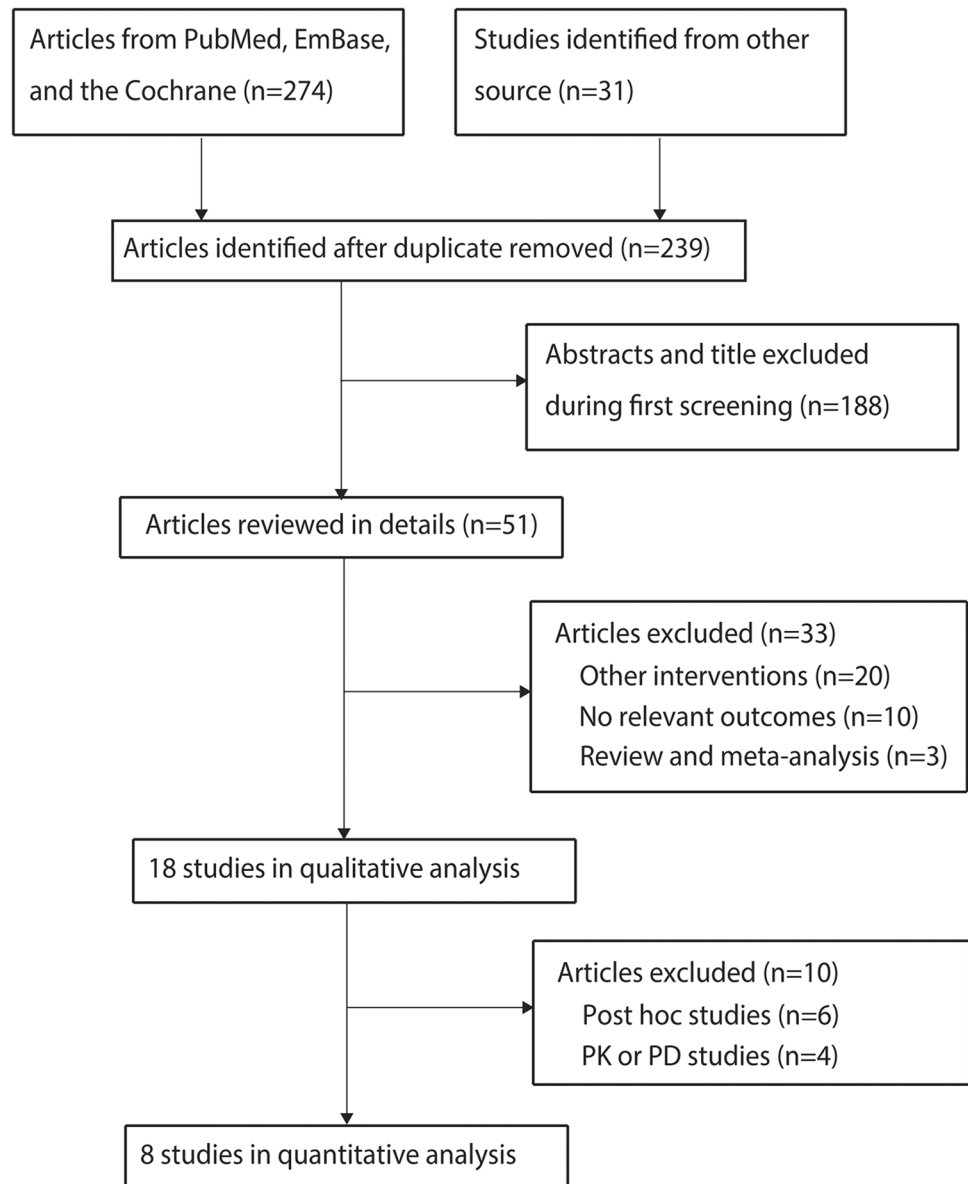 Articles from PubMed, EmBase,
and the Cochrane (n=274)
Studies identified from other
source (n=31)
Articles identified after duplicate removed (n=239)
Abstracts and title excluded
during first screening (n=188)
Articles reviewed in details (n=51)
Articles excluded (n=33)
Other interventions (n=20)
No relevant outcomes (n=10)
Review and meta-analysis (n=3)
18 studies in qualitative analysis
Articles excluded (n=10)
Post hoc studies (n=6)
PK or PD studies (n=4)
8 studies in quantitative analysis